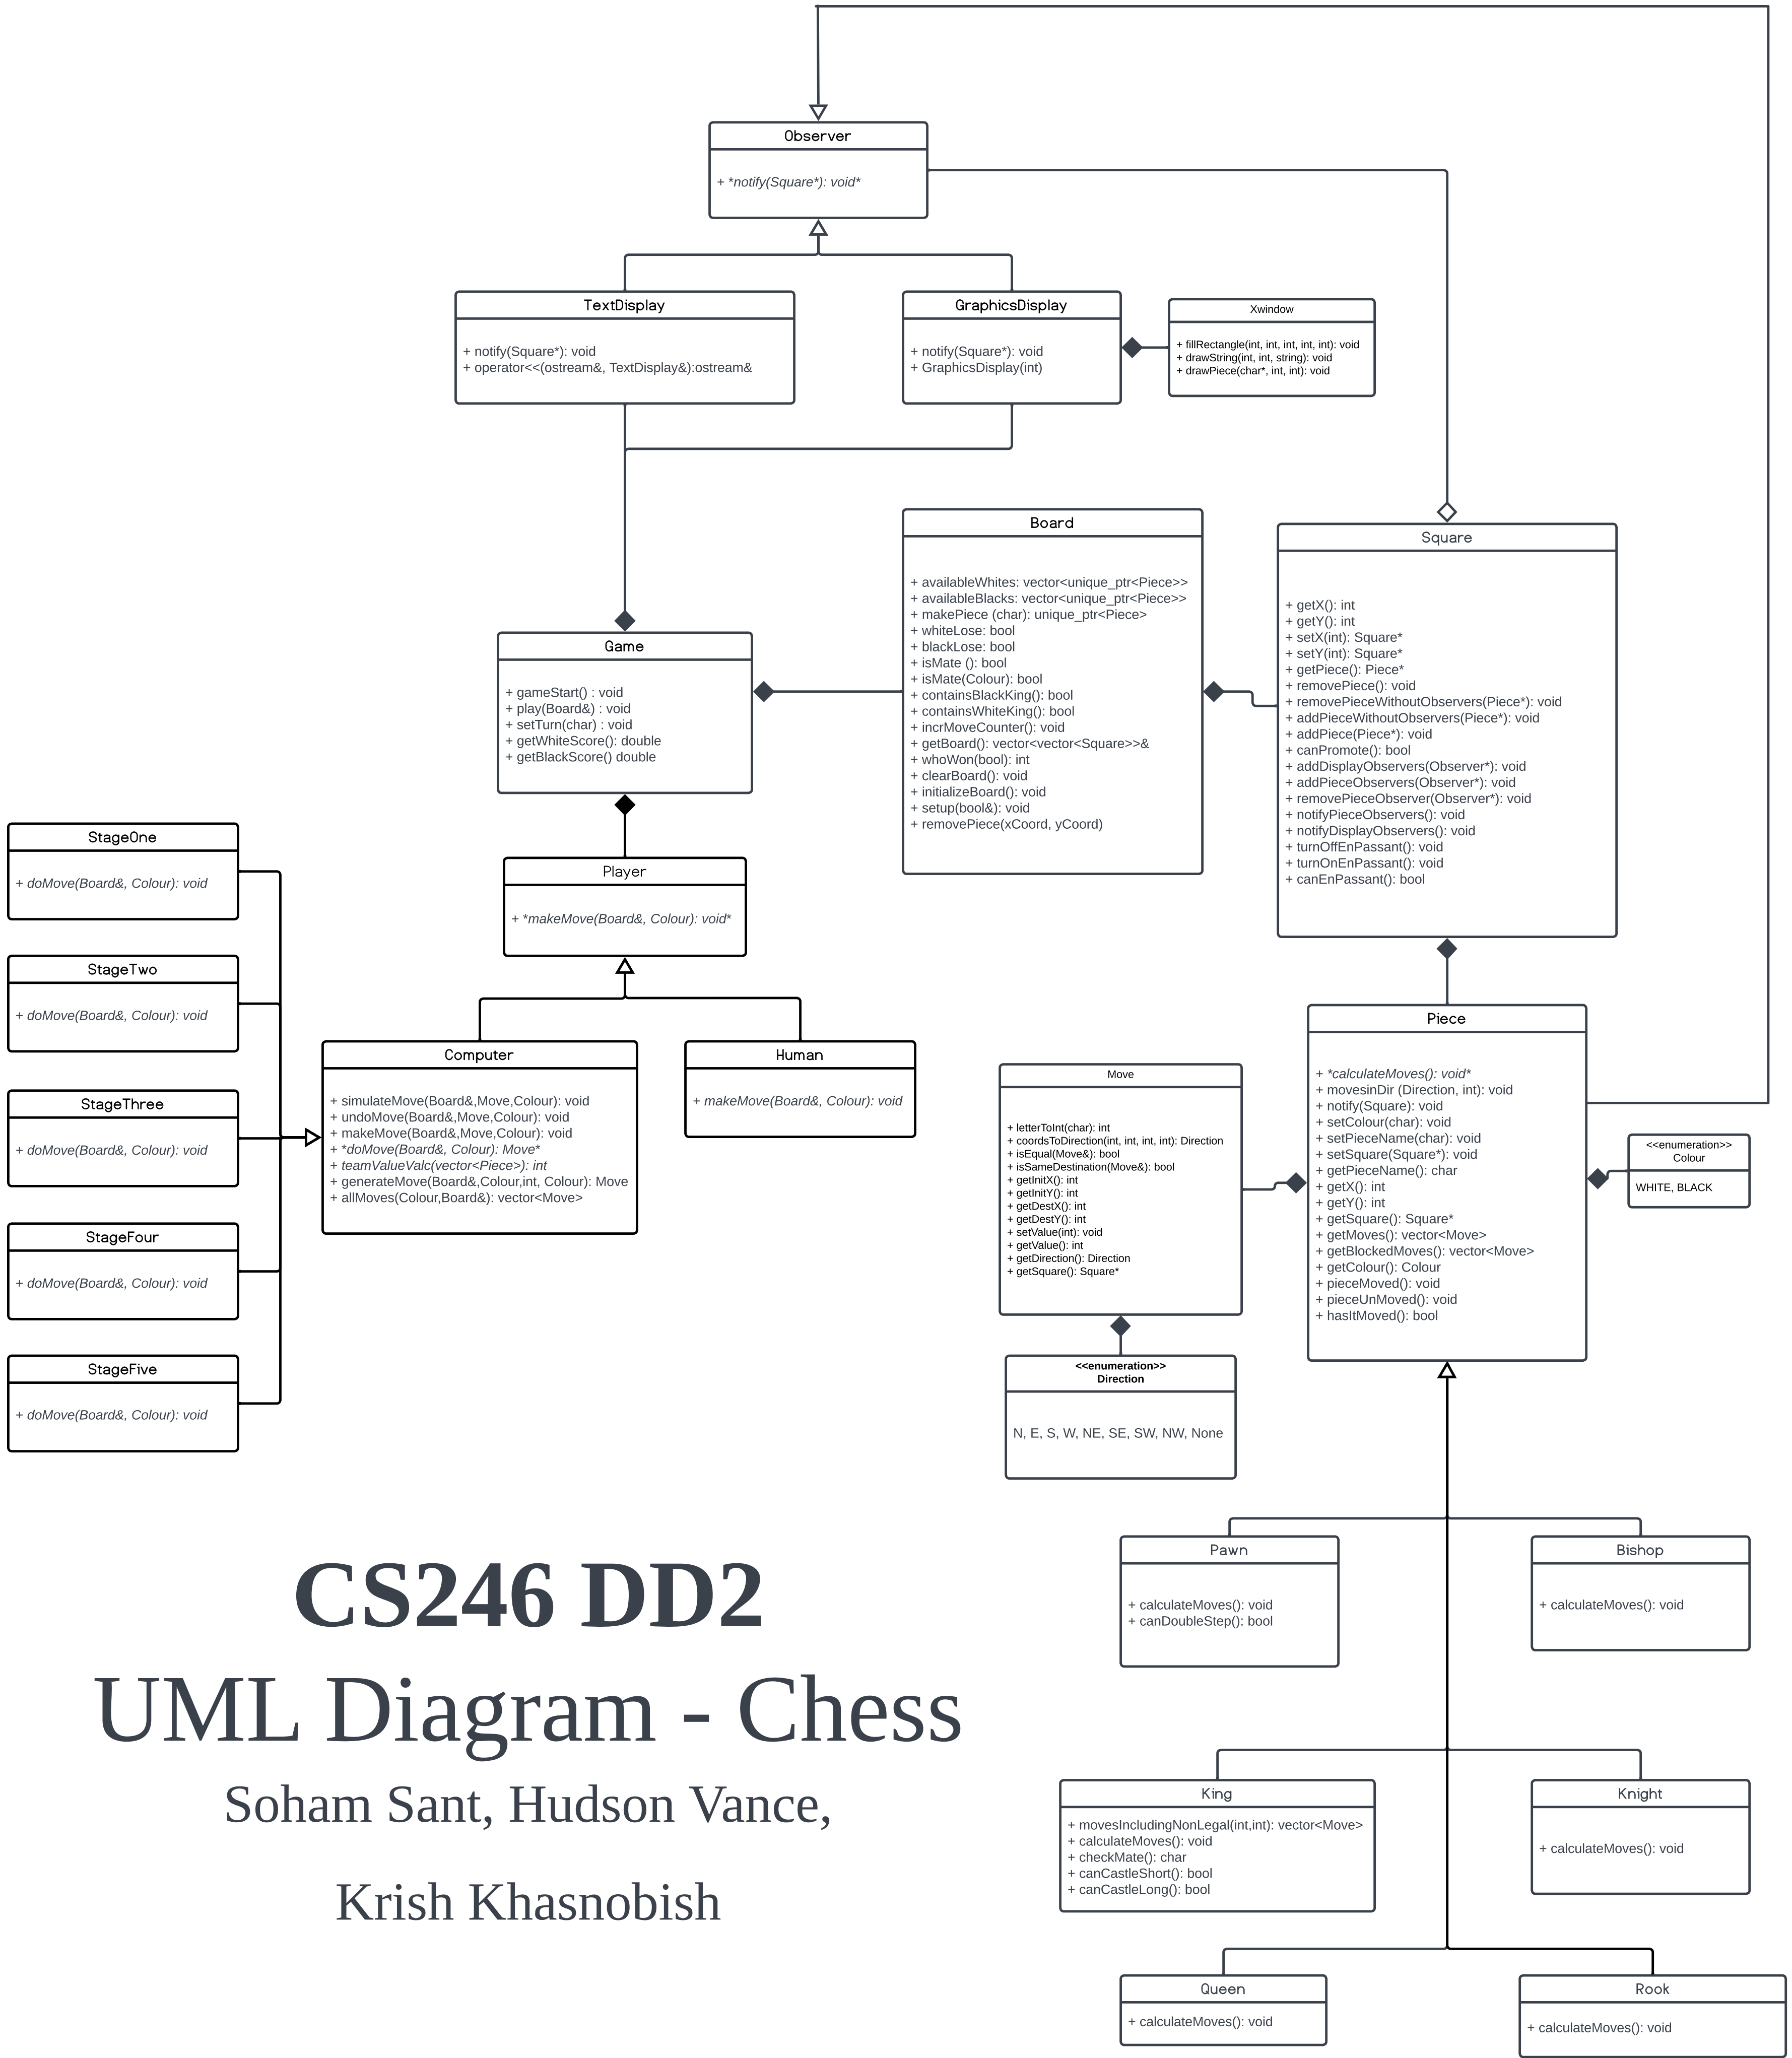 Observer
+ *notify(Square*): void*
TextDisplay
+ notify(Square*): void
+ operator<<(ostream&, TextDisplay&):ostream&
GraphicsDisplay
+ notify(Square*): void
+ GraphicsDisplay(int)
Xwindow
+ fillRectangle(int, int, int, int, int): void
+ drawString(int, int, string): void
+ drawPiece(char*, int, int): void
Board
+ availableWhites: vector<unique_ptr<Piece>>
+ availableBlacks: vector<unique_ptr<Piece>>
+ makePiece (char): unique_ptr<Piece>
+ whiteLose: bool
+ blackLose: bool
+ isMate (): bool
+ isMate(Colour): bool
+ containsBlackKing(): bool
+ containsWhiteKing(): bool
+ incrMoveCounter(): void
+ getBoard(): vector<vector<Square>>&
+ whoWon(bool): int
+ clearBoard(): void
+ initializeBoard(): void
+ setup(bool&): void
+ removePiece(xCoord, yCoord)
Square
+ getX(): int
+ getY(): int
+ setX(int): Square*
+ setY(int): Square*
+ getPiece(): Piece*
+ removePiece(): void
+ removePieceWithoutObservers(Piece*): void
+ addPieceWithoutObservers(Piece*): void
+ addPiece(Piece*): void
+ canPromote(): bool
+ addDisplayObservers(Observer*): void
+ addPieceObservers(Observer*): void
+ removePieceObserver(Observer*): void
+ notifyPieceObservers(): void
+ notifyDisplayObservers(): void
+ turnOffEnPassant(): void
+ turnOnEnPassant(): void
+ canEnPassant(): bool
Game
+ gameStart() : void
+ play(Board&) : void
+ setTurn(char) : void
+ getWhiteScore(): double
+ getBlackScore() double
Player
+ *makeMove(Board&, Colour): void*
StageOne
+ doMove(Board&, Colour): void
StageTwo
+ doMove(Board&, Colour): void
StageThree
+ doMove(Board&, Colour): void
StageFour
+ doMove(Board&, Colour): void
StageFive
+ doMove(Board&, Colour): void
Computer
+ simulateMove(Board&,Move,Colour): void
+ undoMove(Board&,Move,Colour): void
+ makeMove(Board&,Move,Colour): void
+ *doMove(Board&, Colour): Move*
+ teamValueValc(vector<Piece>): int
+ generateMove(Board&,Colour,int, Colour): Move
+ allMoves(Colour,Board&): vector<Move>
Human
+ makeMove(Board&, Colour): void
Move
+ letterToInt(char): int
+ coordsToDirection(int, int, int, int): Direction
+ isEqual(Move&): bool
+ isSameDestination(Move&): bool
+ getInitX(): int
+ getInitY(): int
+ getDestX(): int
+ getDestY(): int
+ setValue(int): void
+ getValue(): int
+ getDirection(): Direction
+ getSquare(): Square*
<<enumeration>>
Direction
N, E, S, W, NE, SE, SW, NW, None
Piece
+ *calculateMoves(): void*
+ movesinDir (Direction, int): void
+ notify(Square): void
+ setColour(char): void
+ setPieceName(char): void
+ setSquare(Square*): void
+ getPieceName(): char
+ getX(): int
+ getY(): int
+ getSquare(): Square*
+ getMoves(): vector<Move>
+ getBlockedMoves(): vector<Move>
+ getColour(): Colour
+ pieceMoved(): void
+ pieceUnMoved(): void
+ hasItMoved(): bool
<<enumeration>>
Colour
WHITE, BLACK
Pawn
+ calculateMoves(): void
+ canDoubleStep(): bool
Bishop
+ calculateMoves(): void
King
+ movesIncludingNonLegal(int,int): vector<Move>
+ calculateMoves(): void
+ checkMate(): char
+ canCastleShort(): bool
+ canCastleLong(): bool
Knight
+ calculateMoves(): void
Queen
+ calculateMoves(): void
Rook
+ calculateMoves(): void
CS246 DD2
UML Diagram - Chess
Soham Sant, Hudson Vance,
Krish Khasnobish